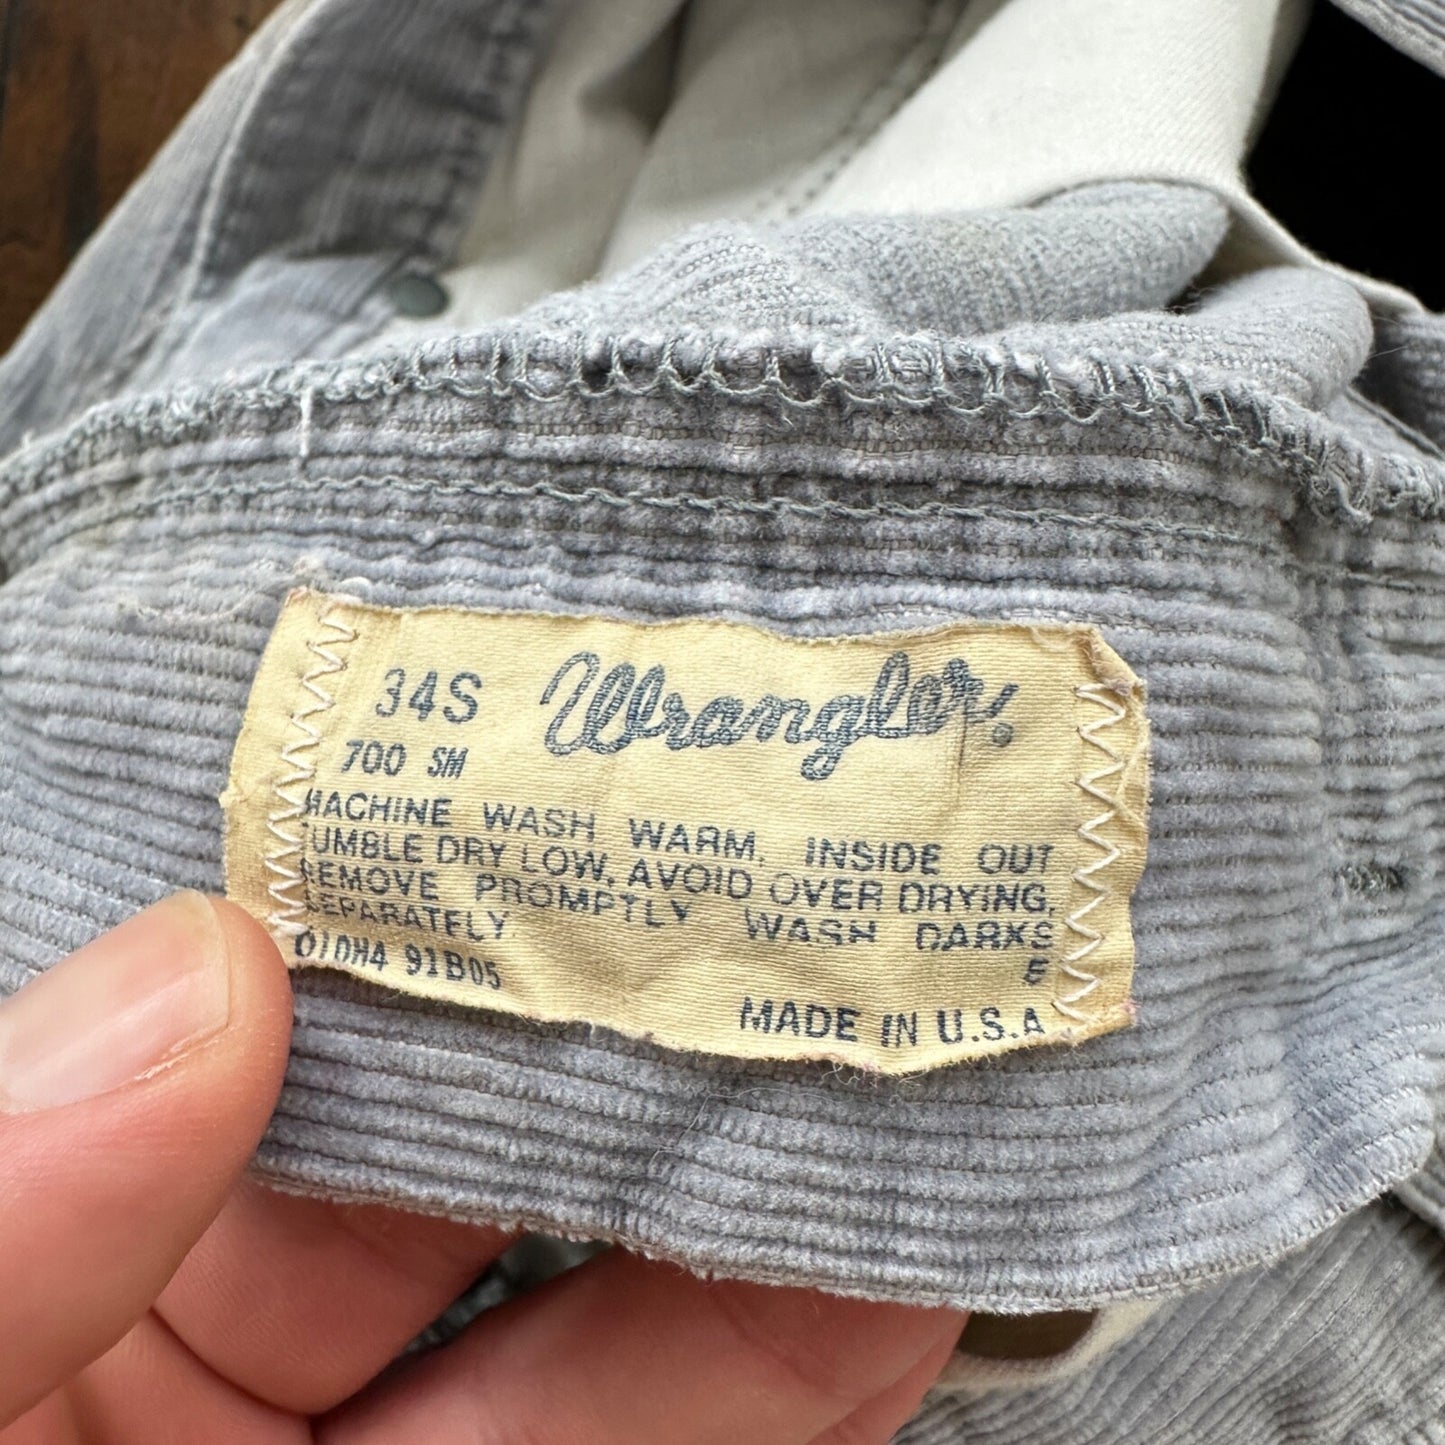 34S Wrangler.
700 SM
MACHINE WASH WARM, INSIDE OUT
TUMBLE DRY LOW, AVOID OVER DRYING,
REMOVE PROMPTLY WASH DARKS
SEPARATELY E
010H4 91B05
MADE IN U.S.A